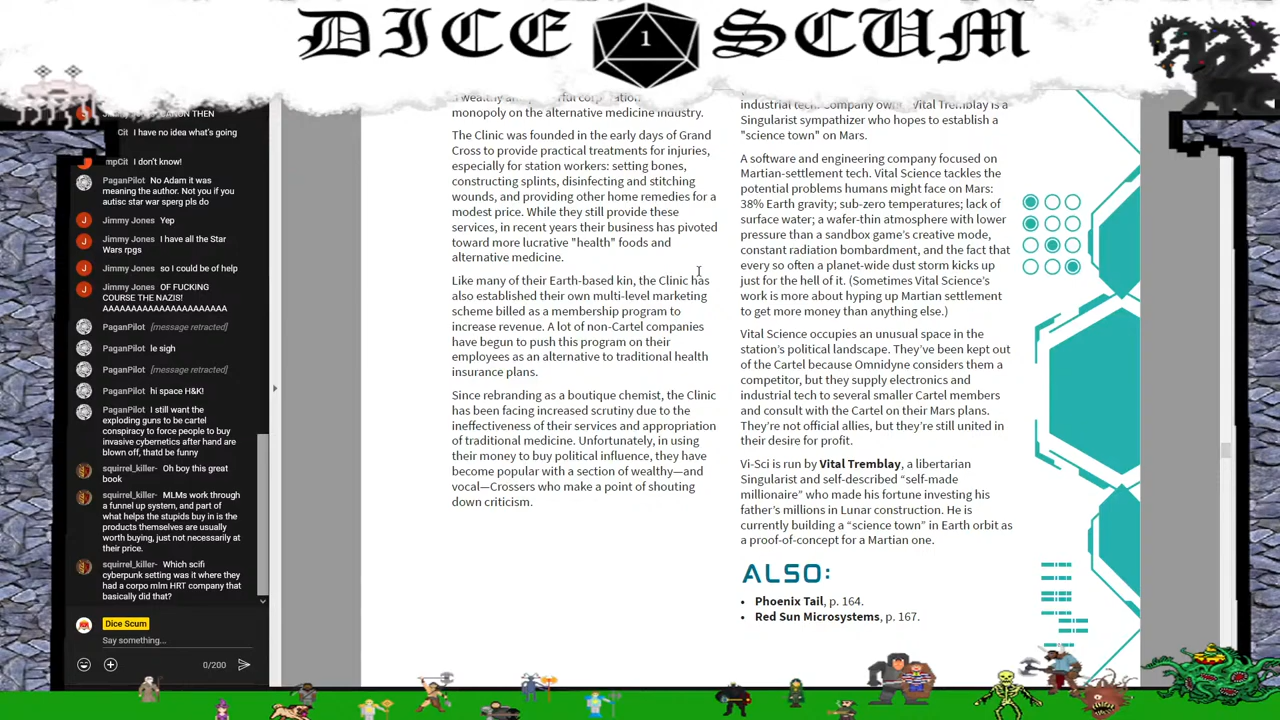 DICE 1 SCUM
I have no idea what's going
I don't know!
PaganPilot No Adam it was
meaning the author. Not you if you
autisc star war sperg pls do
J Jimmy Jones Yep
J Jimmy Jones I have all the Star
Wars rpgs
J Jimmy Jones so I could be of help
J Jimmy Jones OF FUCKING
COURSE THE NAZIS!
AAAAAAAAAAAAAAAAAAAAAAA
PaganPilot [message retracted]
PaganPilot le sigh
PaganPilot [message retracted]
PaganPilot hi space H&K!
PaganPilot I still want the
exploding guns to be cartel
conspiracy to force people to buy
invasive cybernetics after hand are
blown off, thatd be funny
squirrel_killer- Oh boy this great
book
squirrel_killer- MLMs work through
a funnel up system, and part of
what helps the stupids buy in is the
products themselves are usually
worth buying, just not necessarily at
their price.
squirrel_killer- Which scifi
cyberpunk setting was it where they
had a corpo mlm HRT company that
basically did that?
Dice Scum
Say something...
0/200
monopoly on the alternative medicine industry.
The Clinic was founded in the early days of Grand
Cross to provide practical treatments for injuries,
especially for station workers: setting bones,
constructing splints, disinfecting and stitching
wounds, and providing other home remedies for a
modest price. While they still provide these
services, in recent years their business has pivoted
toward more lucrative "health" foods and
alternative medicine.
Like many of their Earth-based kin, the Clinic has
also established their own multi-level marketing
scheme billed as a membership program to
increase revenue. A lot of non-Cartel companies
have begun to push this program on their
employees as an alternative to traditional health
insurance plans.
Since rebranding as a boutique chemist, the Clinic
has been facing increased scrutiny due to the
ineffectiveness of their services and appropriation
of traditional medicine. Unfortunately, in using
their money to buy political influence, they have
become popular with a section of wealthy—and
vocal—Crossers who make a point of shouting
down criticism.
industrial tech. Company Vital Tremblay is a
Singularist sympathizer who hopes to establish a
"science town" on Mars.
A software and engineering company focused on
Martian-settlement tech. Vital Science tackles the
potential problems humans might face on Mars:
38% Earth gravity; sub-zero temperatures; lack of
surface water; a wafer-thin atmosphere with lower
pressure than a sandbox game's creative mode,
constant radiation bombardment, and the fact that
every so often a planet-wide dust storm kicks up
just for the hell of it. (Sometimes Vital Science's
work is more about hyping up Martian settlement
to get more money than anything else.)
Vital Science occupies an unusual space in the
station's political landscape. They've been kept out
of the Cartel because Omnidyne considers them a
competitor, but they supply electronics and
industrial tech to several smaller Cartel members
and consult with the Cartel on their Mars plans.
They're not official allies, but they're still united in
their desire for profit.
Vi-Sci is run by Vital Tremblay, a libertarian
Singularist and self-described “self-made
millionaire” who made his fortune investing his
father's millions in Lunar construction. He is
currently building a “science town” in Earth orbit as
a proof-of-concept for a Martian one.
ALSO:
• Phoenix Tail, p. 164.
• Red Sun Microsystems, p. 167.